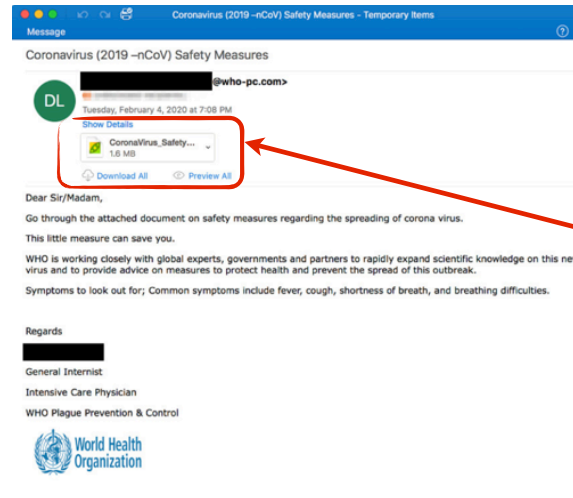 Coronavirus (2019 –nCoV) Safety Measures - Temporary Items
Message
Coronavirus (2019 –nCoV) Safety Measures
@who-pc.com>
DL
Tuesday, February 4, 2020 at 7:08 PM
Show Details
CoronaVirus_Safety...
1.6 MB
Download All Preview All
Dear Sir/Madam,
Go through the attached document on safety measures regarding the spreading of corona virus.
This little measure can save you.
WHO is working closely with global experts, governments and partners to rapidly expand scientific knowledge on this ne
virus and to provide advice on measures to protect health and prevent the spread of this outbreak.
Symptoms to look out for; Common symptoms include fever, cough, shortness of breath, and breathing difficulties.
Regards
General Internist
Intensive Care Physician
WHO Plague Prevention & Control
World Health
Organization